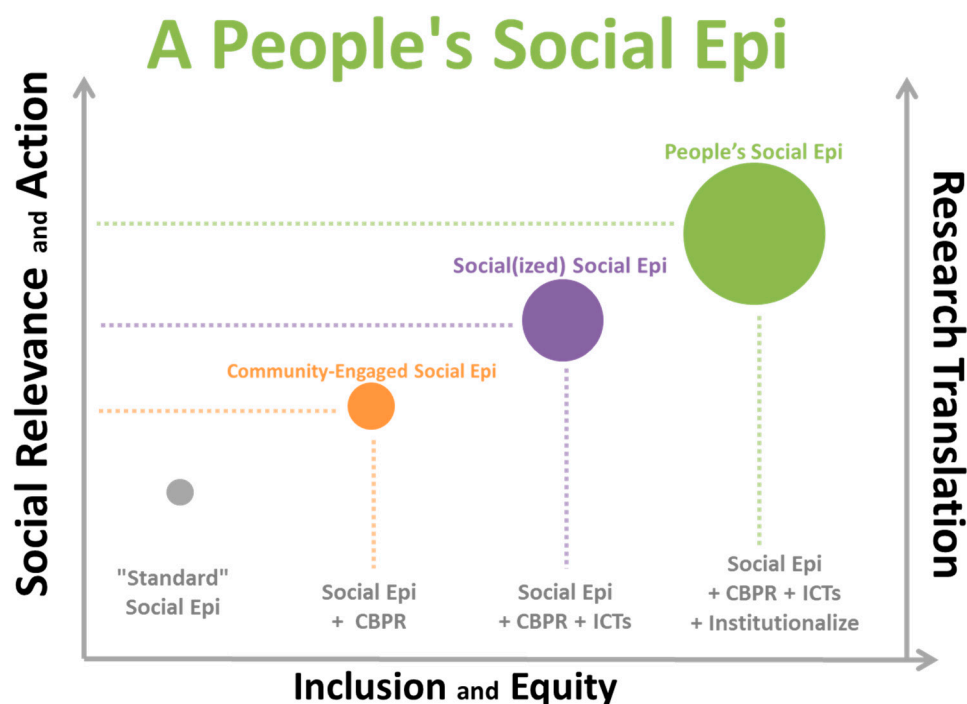 A People's Social Epi
Social Relevance and Action
Research Translation
People's Social Epi
Social(ized) Social Epi
Community-Engaged Social Epi
"Standard"
Social Epi
Social Epi
+ CBPR
Social Epi
+ CBPR + ICTs
Social Epi
+ CBPR + ICTs
+ Institutionalize
Inclusion and Equity